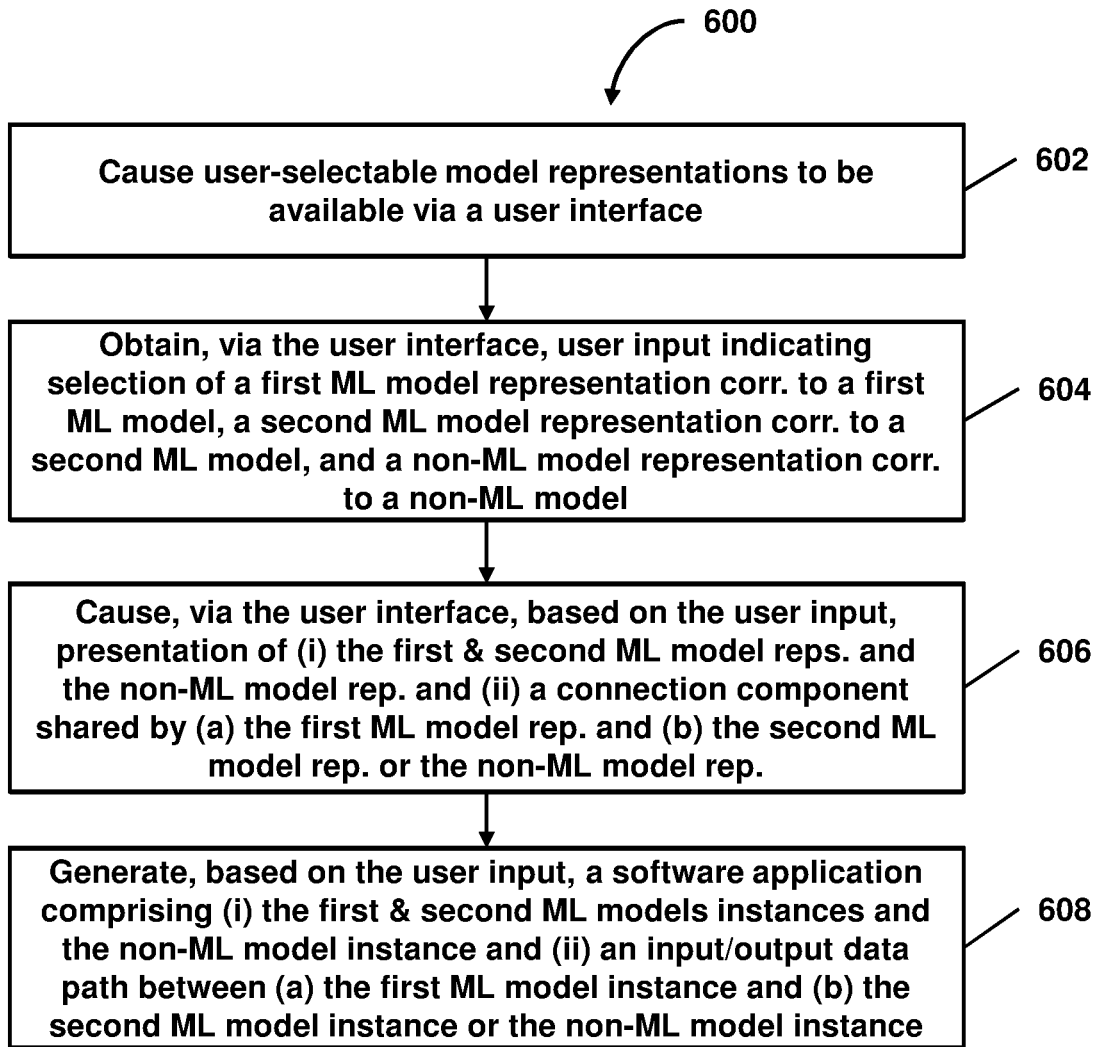 600
Cause user-selectable model representations to be
available via a user interface
602
Obtain, via the user interface, user input indicating
selection of a first ML model representation corr. to a first
ML model, a second ML model representation corr. to a
second ML model, and a non-ML model representation corr.
to a non-ML model
604
Cause, via the user interface, based on the user input,
presentation of (i) the first & second ML model reps. and
the non-ML model rep. and (ii) a connection component
shared by (a) the first ML model rep. and (b) the second ML
model rep. or the non-ML model rep.
606
Generate, based on the user input, a software application
comprising (i) the first & second ML models instances and
the non-ML model instance and (ii) an input/output data
path between (a) the first ML model instance and (b) the
second ML model instance or the non-ML model instance
608